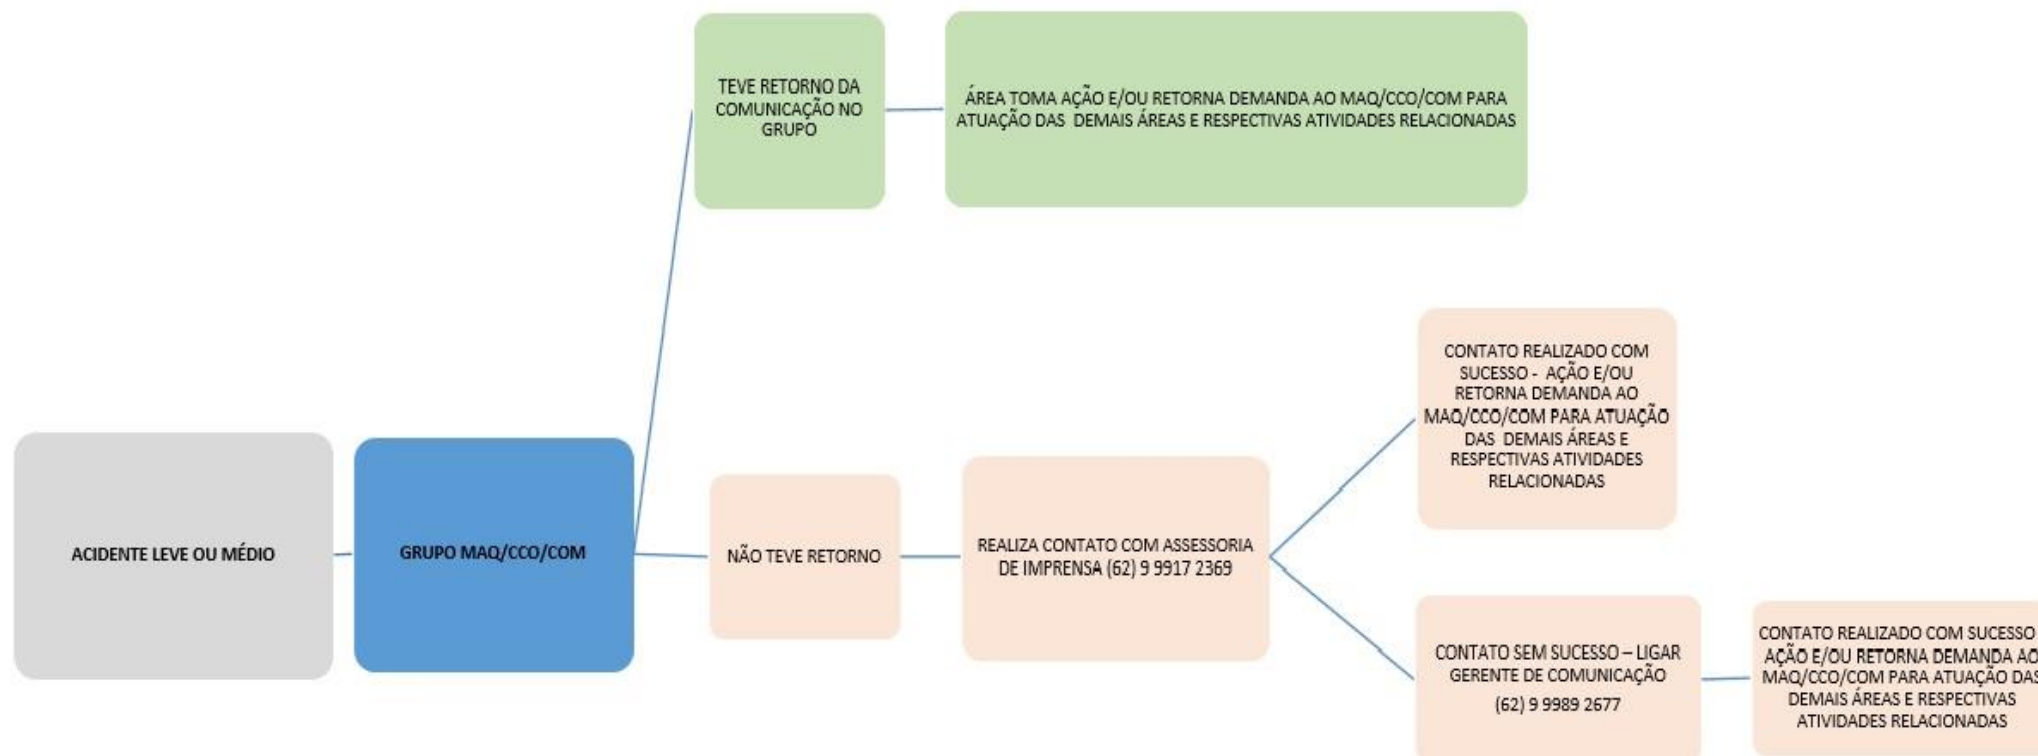 TEVE RETORNO DA
COMUNICAÇÃO NO
GRUPO
ÁREA TOMA AÇÃO E/OU RETORNA DEMANDA AO MAQ/CCO/COM PARA
ATUAÇÃO DAS DEMAIS ÁREAS E RESPECTIVAS ATIVIDADES RELACIONADAS
ACIDENTE LEVE OU MÉDIO
GRUPO MAQ/CCO/COM
NÃO TEVE RETORNO
REALIZA CONTATO COM ASSESSORIA
DE IMPRENSA (62) 9 9917 2369
CONTATO REALIZADO COM
SUCESSO - AÇÃO E/OU
RETORNA DEMANDA AO
MAQ/CCO/COM PARA ATUAÇÃO
DAS DEMAIS ÁREAS E
RESPECTIVAS ATIVIDADES
RELACIONADAS
CONTATO SEM SUCESSO – LIGAR
GERENTE DE COMUNICAÇÃO
(62) 9 9989 2677
CONTATO REALIZADO COM SUCESSO
AÇÃO E/OU RETORNA DEMANDA AO
MAQ/CCO/COM PARA ATUAÇÃO DAS
DEMAIS ÁREAS E RESPECTIVAS
ATIVIDADES RELACIONADAS